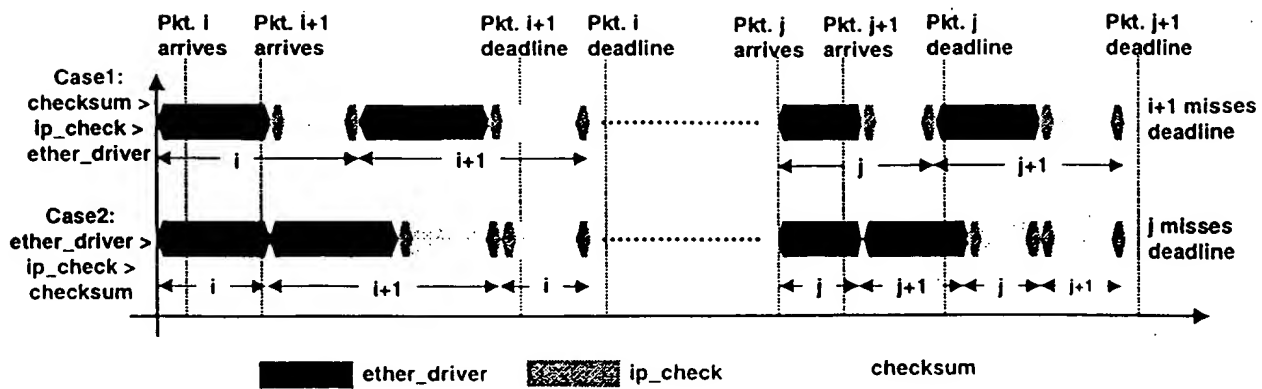 Pkt. i
arrives
Pkt. i+1
arrives
Pkt. i+1
deadline
Pkt. i
deadline
Pkt. j
arrives
Pkt. j+1
arrives
Pkt. j
deadline
Pkt. j+1
deadline
Case1:
checksum >
ip_check >
ether_driver
i+1 misses
deadline
i
i+1
j
j+1
Case2:
ether_driver >
ip_check >
checksum
j misses
deadline
i
i+1
i
j
j+1
j
j+1
ether_driver
ip_check
checksum